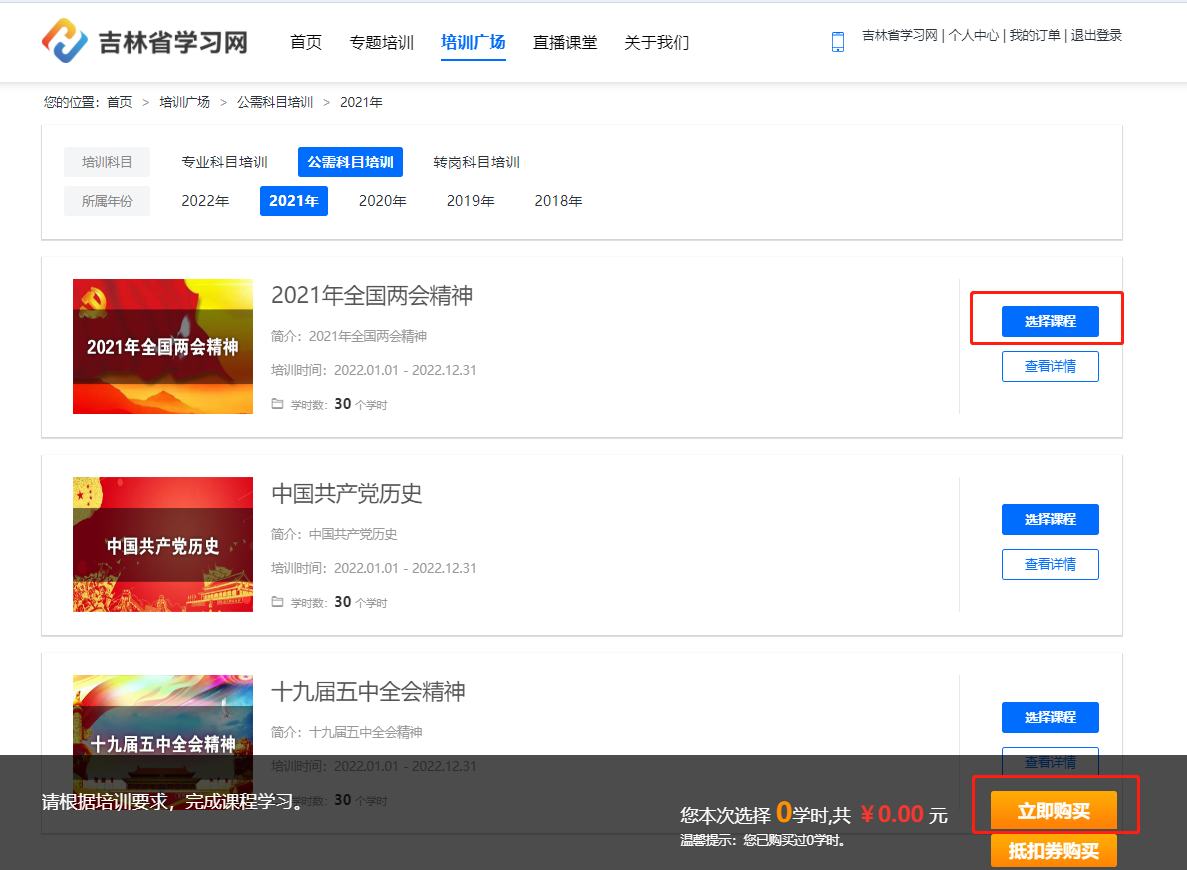 吉林省学习网
首页 专题培训 培训广场 直播课堂 关于我们
吉林省学习网 | 个人中心 | 我的订单 | 退出登录
您的位置：首页 > 培训广场 > 公需科目培训 > 2021年
培训科目 专业科目培训 公需科目培训 转岗科目培训
所属年份 2022年 2021年 2020年 2019年 2018年
2021年全国两会精神
2021年全国两会精神
简介：2021年全国两会精神
培训时间：2022.01.01 - 2022.12.31
学时数：30 个学时
选择课程
查看详情
中国共产党历史
中国共产党历史
简介：中国共产党历史
培训时间：2022.01.01 - 2022.12.31
学时数：30 个学时
选择课程
查看详情
十九届五中全会精神
十九届五中全会精神
简介：十九届五中全会精神
培训时间：2022.01.01 - 2022.12.31
学时数：30 个学时
选择课程
查看详情
请根据培训要求，完成课程学习。
您本次选择 0学时,共 ￥0.00 元
温馨提示：您已购买过0学时。
立即购买
抵扣券购买